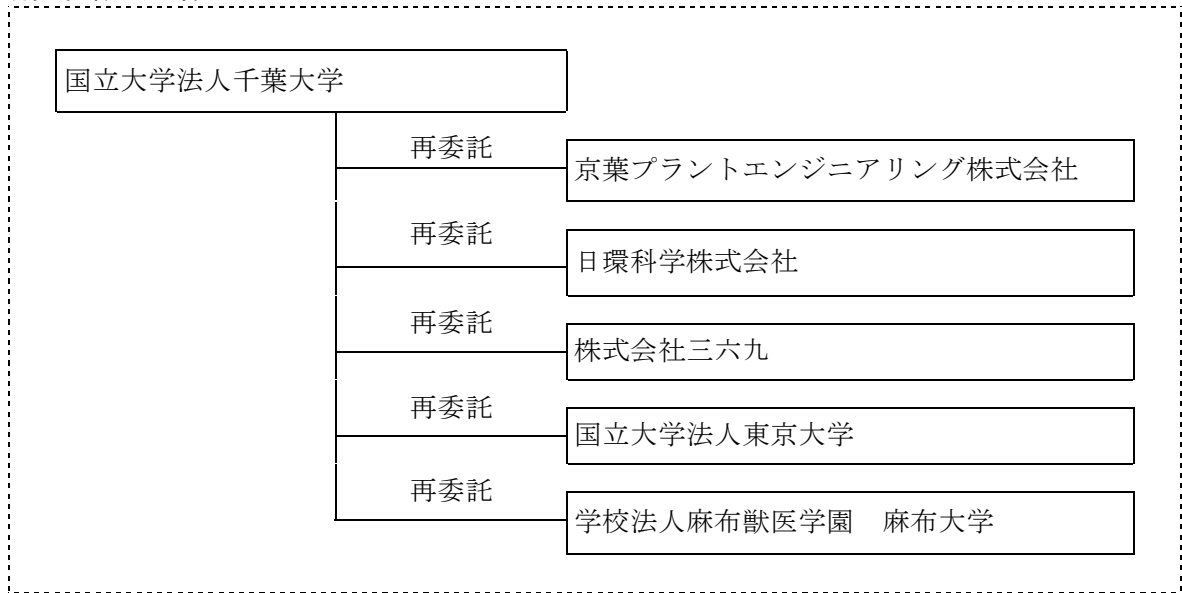 国立大学法人千葉大学
再委託
京葉プラントエンジニアリング株式会社
再委託
日環科学株式会社
再委託
株式会社三六九
再委託
国立大学法人東京大学
再委託
学校法人麻布獣医学園　麻布大学